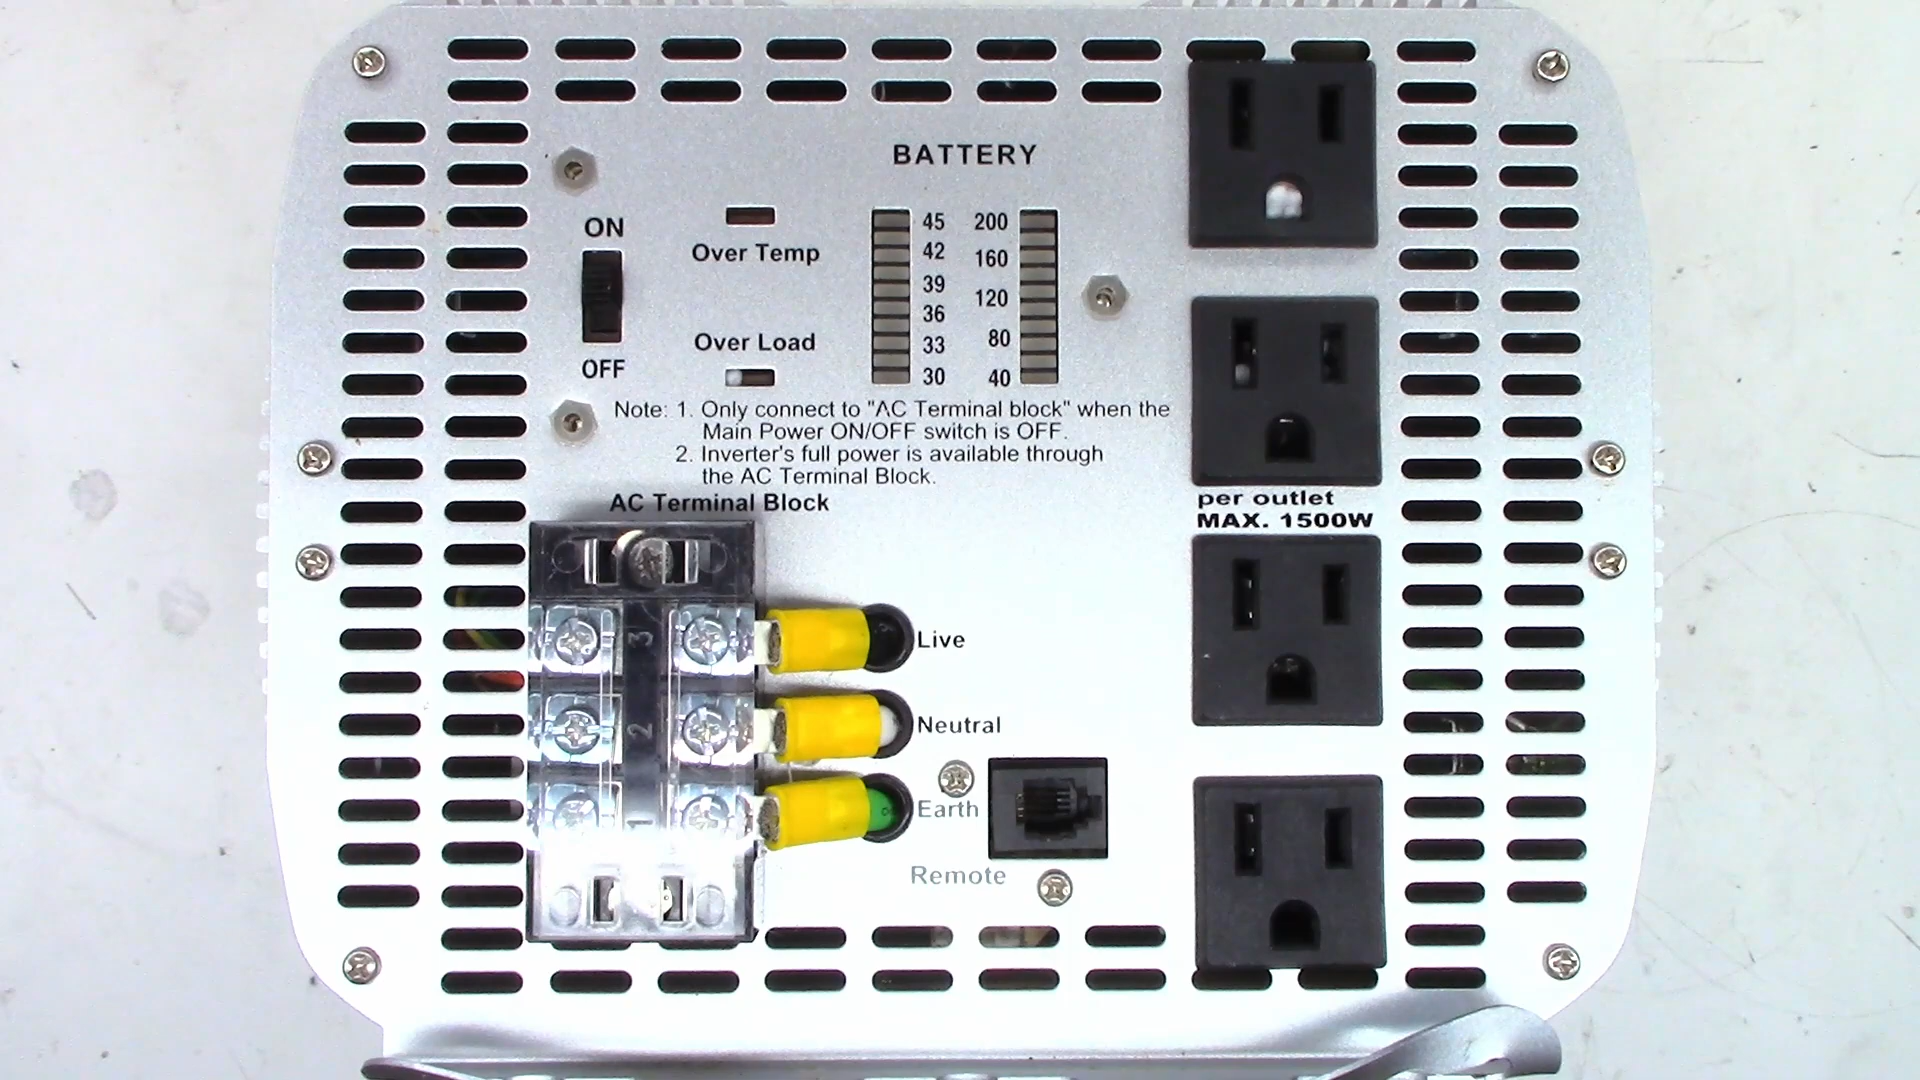 BATTERY
ON
OFF
Over Temp
Over Load
45 200
42 160
39 120
36
33 80
30 40
Note: 1. Only connect to "AC Terminal block" when the
Main Power ON/OFF switch is OFF.
2. Inverter's full power is available through
the AC Terminal Block.
AC Terminal Block
per outlet
MAX. 1500W
3
Live
2
Neutral
1
Earth
Remote